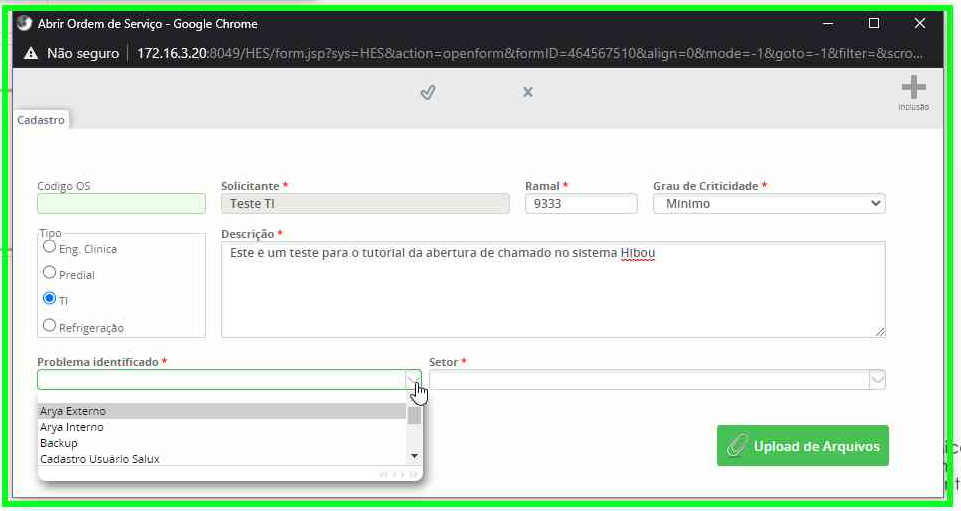 Abrir Ordem de Serviço - Google Chrome
Não seguro 172.16.3.20:8049/HES/form.jsp?sys=HES&action=openform&formID=464567510&align=0&mode=-1&goto=-1&filter=&scro...
Inclusão
Cadastro
Código OS Solicitante * Ramal * Grau de Criticidade *
Teste TI 9333 Mínimo
Tipo Descrição *
Eng. Clinica
Este é um teste para o tutorial da abertura de chamado no sistema Hibou
Predial
TI
Refrigeração
Problema identificado * Setor *
Arya Externo
Arya Interno
Backup
Cadastro Usuário Salux
Upload de Arquivos